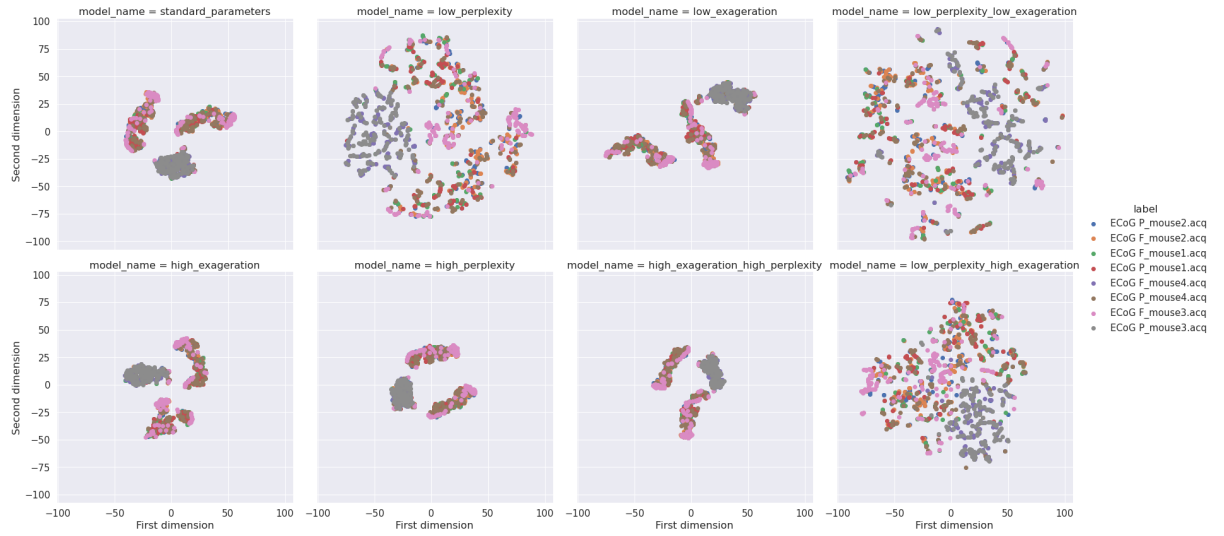 model_name = standard_parameters
model_name = low_perplexity
model_name = low_exageration
model_name = low_perplexity_low_exageration
100
75
50
25
0
−25
−50
−75
−100
Second dimension
model_name = high_exageration
model_name = high_perplexity
model_name = high_exageration_high_perplexity
model_name = low_perplexity_high_exageration
100
75
50
25
0
−25
−50
−75
−100
Second dimension
−100 −50 0 50 100
First dimension
−100 −50 0 50 100
First dimension
−100 −50 0 50 100
First dimension
−100 −50 0 50 100
First dimension
label
ECoG P_mouse2.acq
ECoG F_mouse2.acq
ECoG F_mouse1.acq
ECoG P_mouse1.acq
ECoG F_mouse4.acq
ECoG P_mouse4.acq
ECoG F_mouse3.acq
ECoG P_mouse3.acq